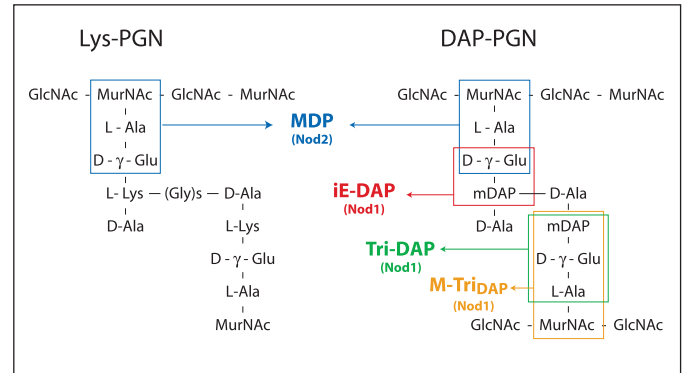 Lys-PGN DAP-PGN
GlcNAc - MurNAc - GlcNAc - MurNAc GlcNAc - MurNAc - GlcNAc - MurNAc
L - Ala MDP L - Ala
(Nod2)
D - γ - Glu D - γ - Glu
L- Lys — (Gly)s — D-Ala iE-DAP mDAP — D-Ala
(Nod1)
D-Ala L-Lys D-Ala mDAP
Tri-DAP
(Nod1)
D - γ - Glu D - γ - Glu
L-Ala M-TriDAP L-Ala
(Nod1)
MurNAc GlcNAc - MurNAc - GlcNAc